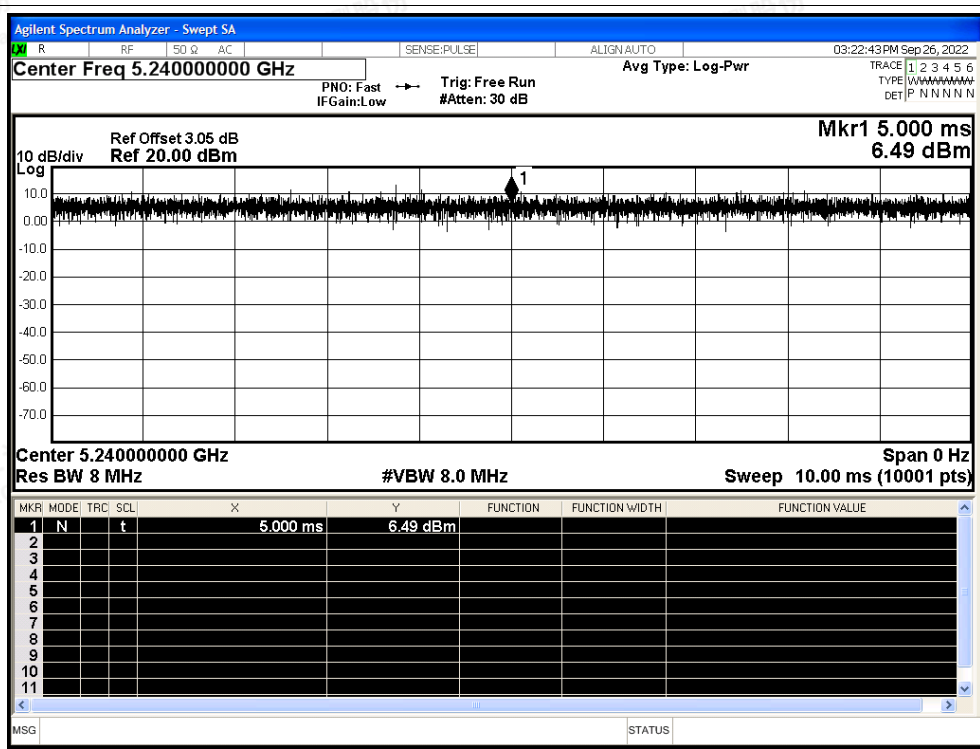 Agilent Spectrum Analyzer - Swept SA
LXI R RF 50 Ω AC SENSE:PULSE ALIGNAUTO 03:22:43PM Sep 26, 2022
Center Freq 5.240000000 GHz
PNO: Fast
IFGain:Low
Trig: Free Run
#Atten: 30 dB
Avg Type: Log-Pwr
TRACE 1 2 3 4 5 6
TYPE
DET P N N N N N
Mkr1 5.000 ms
6.49 dBm
Ref Offset 3.05 dB
10 dB/div Ref 20.00 dBm
Log
1
10.0
0.00
-10.0
-20.0
-30.0
-40.0
-50.0
-60.0
-70.0
Center 5.240000000 GHz Span 0 Hz
Res BW 8 MHz #VBW 8.0 MHz Sweep 10.00 ms (10001 pts)
MKR MODE TRC SCL X Y FUNCTION FUNCTION WIDTH FUNCTION VALUE
1 N t 5.000 ms 6.49 dBm
2
3
4
5
6
7
8
9
10
11
MSG STATUS